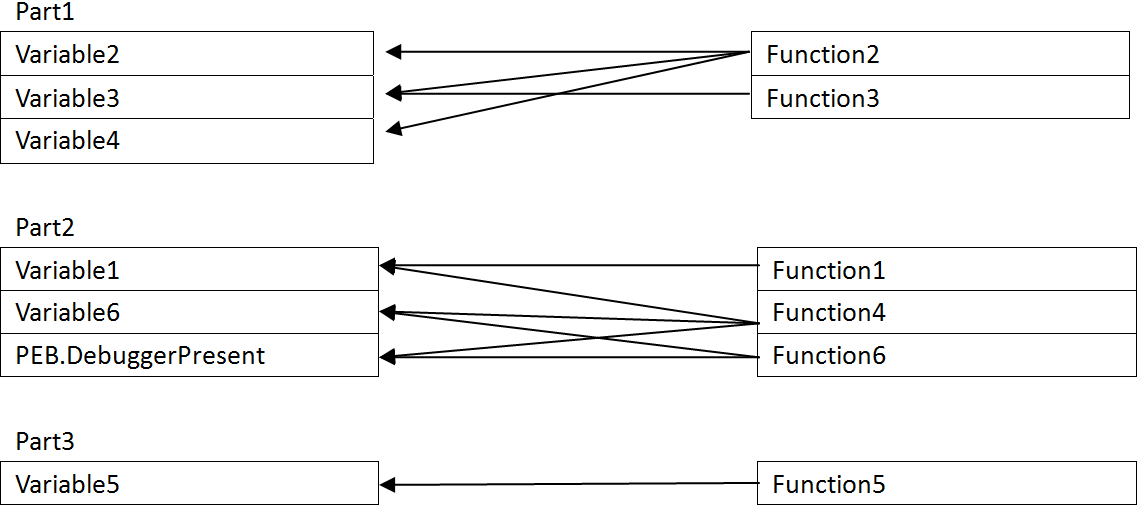 Part1
Variable2
Function2
Variable3
Function3
Variable4
Part2
Variable1
Function1
Variable6
Function4
PEB.DebuggerPresent
Function6
Part3
Variable5
Function5